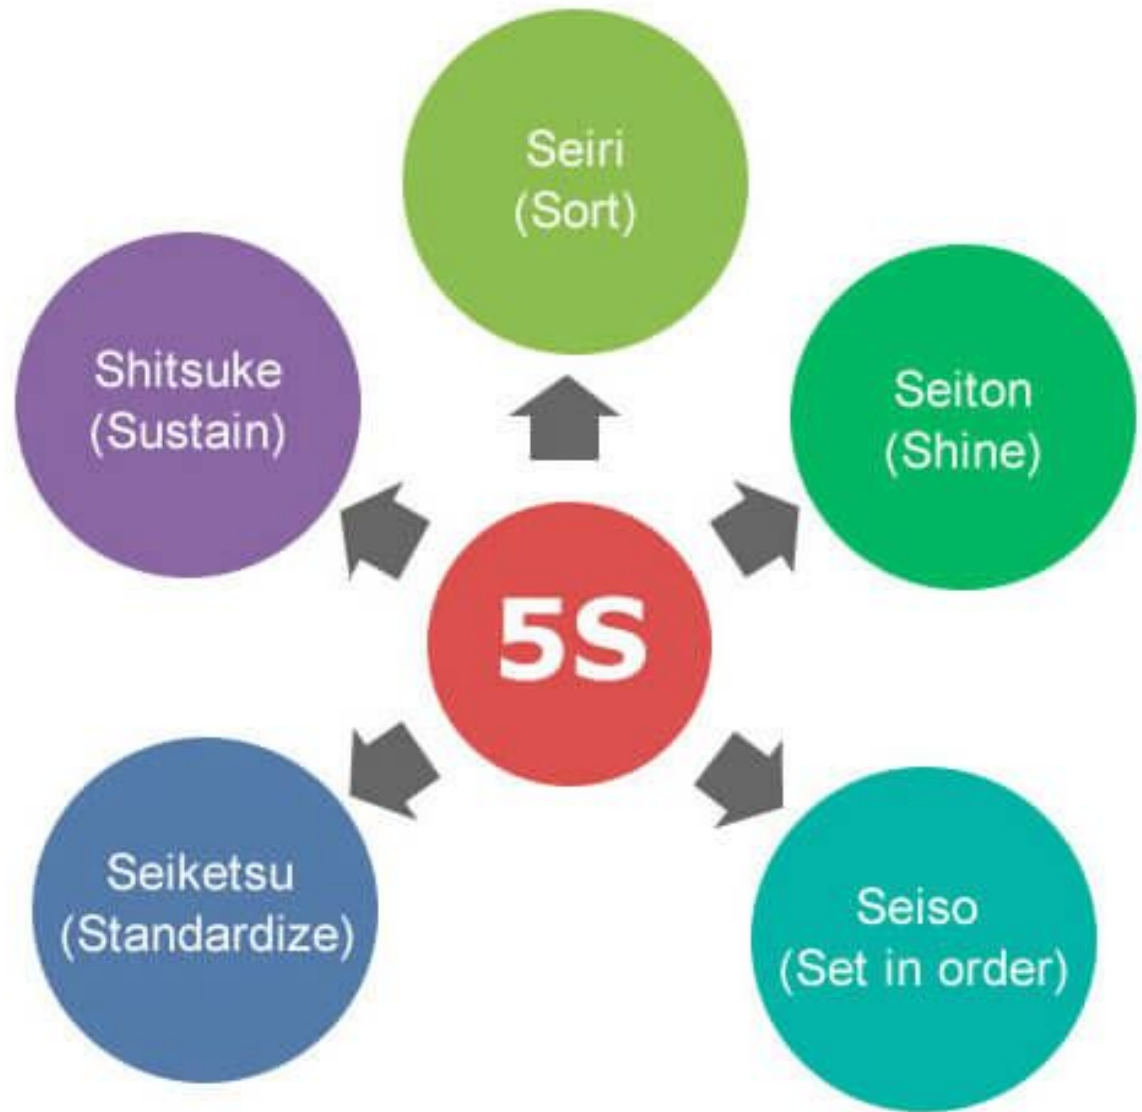 Seiri
(Sort)
Seiton
(Shine)
Seiso
(Set in order)
Seiketsu
(Standardize)
Shitsuke
(Sustain)
5S